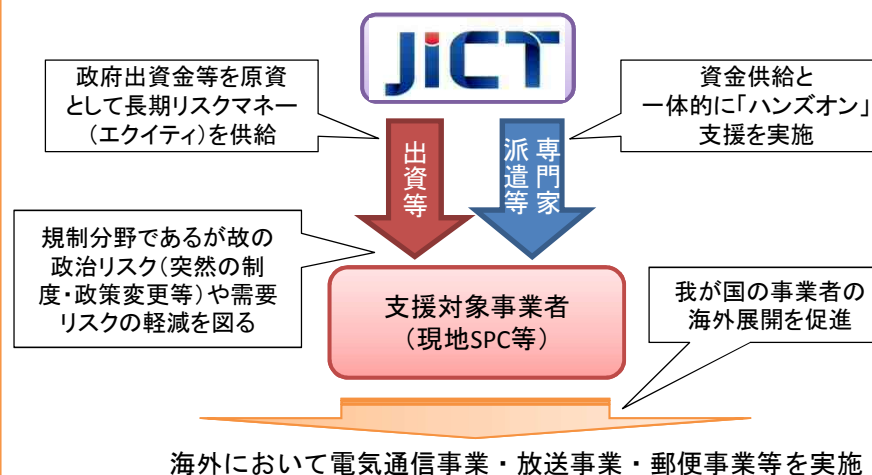 JiCT
政府出資金等を原資
として長期リスクマネー
(エクイティ)を供給
資金供給と
一体的に「ハンズオン」
支援を実施
出資等
専門家
派遣等
規制分野であるが故の
政治リスク(突然の制
度・政策変更等)や需要
リスクの軽減を図る
支援対象事業者
(現地SPC等)
我が国の事業者の
海外展開を促進
海外において電気通信事業・放送事業・郵便事業等を実施